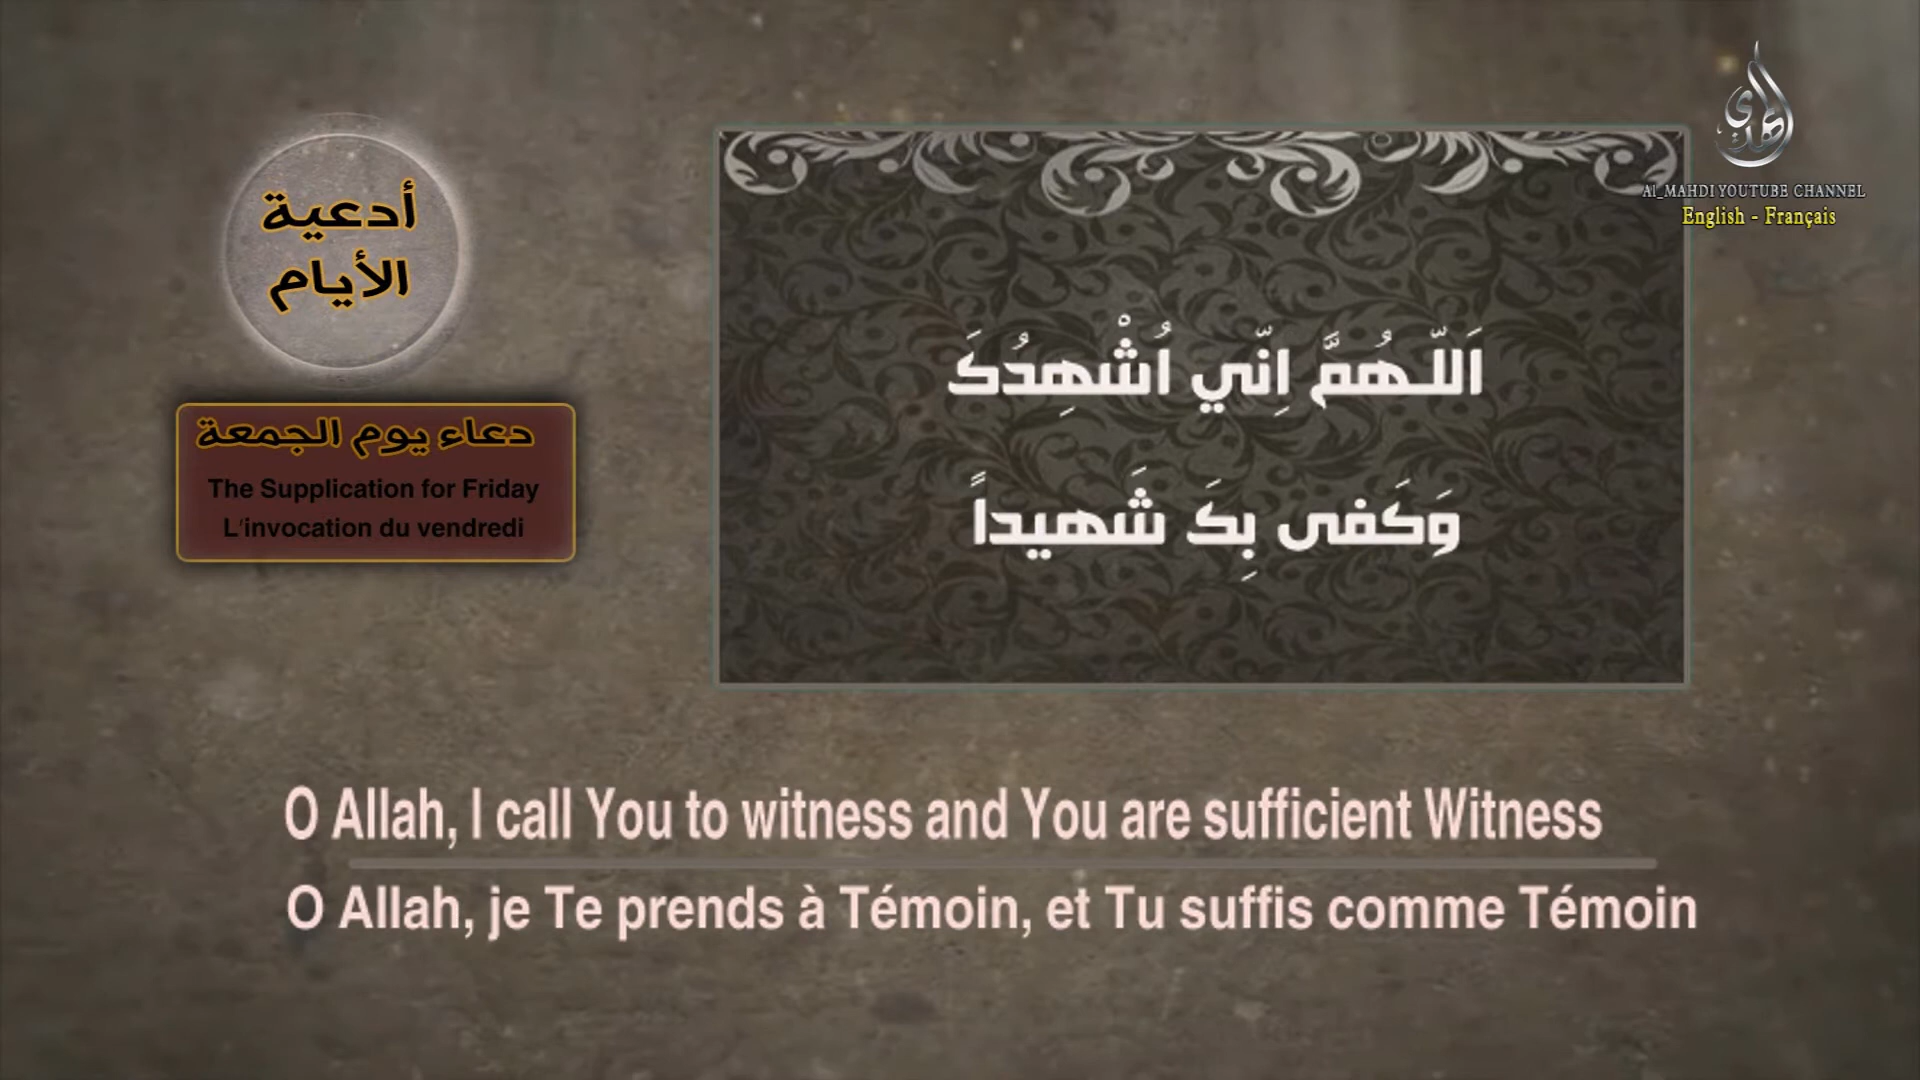 أدعية
الأيام
دعاء يوم الجمعة
The Supplication for Friday
L'invocation du vendredi
اَللّـهُمَّ اِنّي اُشْهِدُكَ
وَكَفى بِكَ شَهيداً
المهدي
Al_MAHDI YOUTUBE CHANNEL
English - Français
O Allah, I call You to witness and You are sufficient Witness
O Allah, je Te prends à Témoin, et Tu suffis comme Témoin